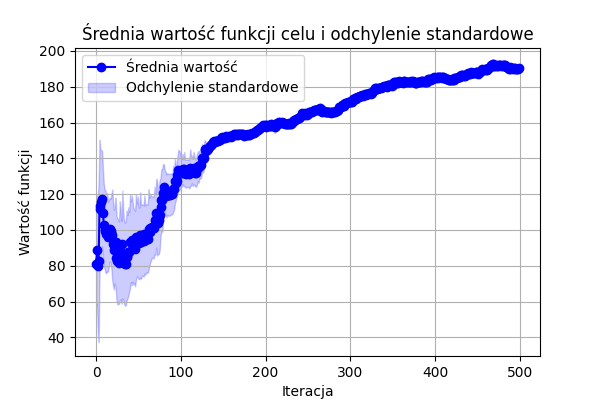 Średnia wartość funkcji celu i odchylenie standardowe
Średnia wartość
Odchylenie standardowe
Wartość funkcji
200
180
160
140
120
100
80
60
40
0 100 200 300 400 500
Iteracja